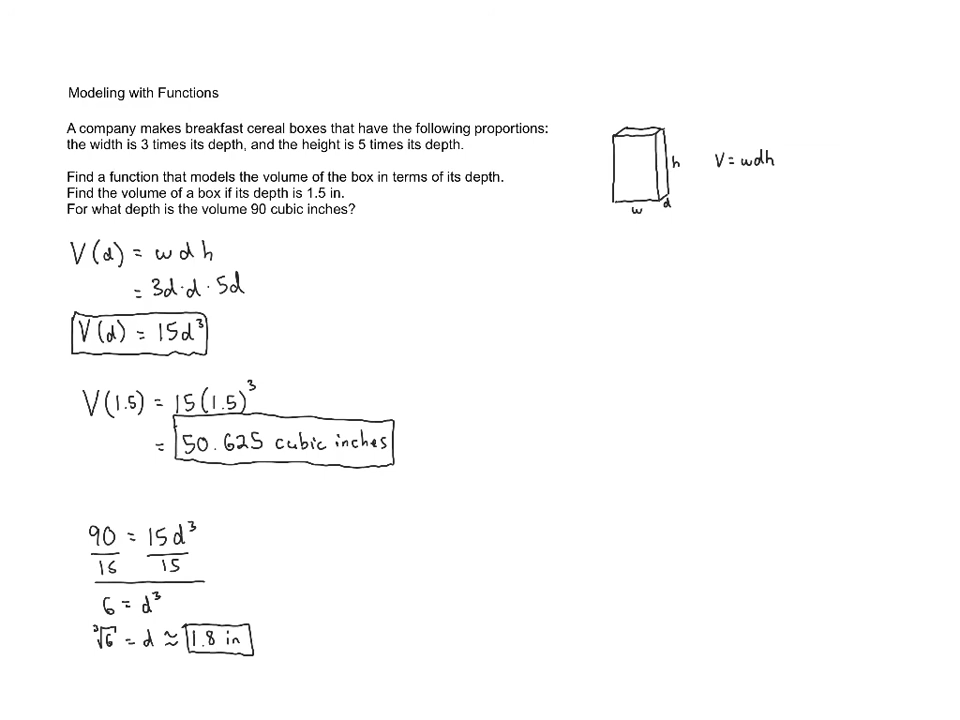 Modeling with Functions
A company makes breakfast cereal boxes that have the following proportions:
the width is 3 times its depth, and the height is 5 times its depth.
Find a function that models the volume of the box in terms of its depth.
Find the volume of a box if its depth is 1.5 in.
For what depth is the volume 90 cubic inches?
h
w
d
V = wdh
V(d) = w d h
= 3d·d·5d
V(d) = 15d³
V(1.5) = 15(1.5)³
= 50.625 cubic inches
90 = 15d³
15 15
6 = d³
∛6 = d ≈ 1.8 in